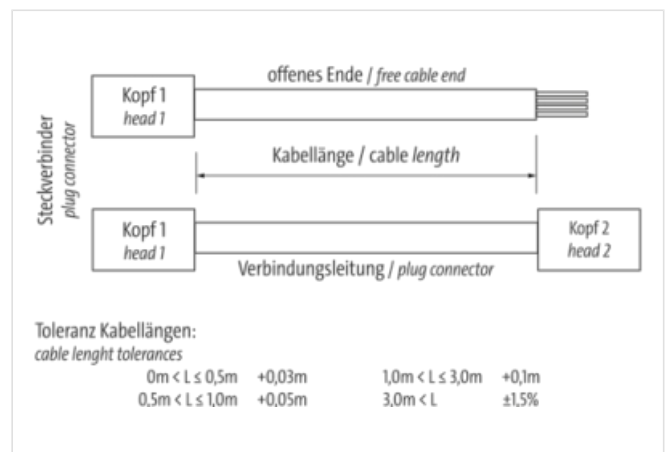 offenes Ende / free cable end
Kopf 1
head 1
Steckverbinder
plug connector
Kabellänge / cable length
Kopf 1
head 1
Kopf 2
head 2
Verbindungsleitung / plug connector
Toleranz Kabellängen:
cable lenght tolerances
0m < L ≤ 0,5m +0,03m 1,0m < L ≤ 3,0m +0,1m
0,5m < L ≤ 1,0m +0,05m 3,0m < L ±1,5%